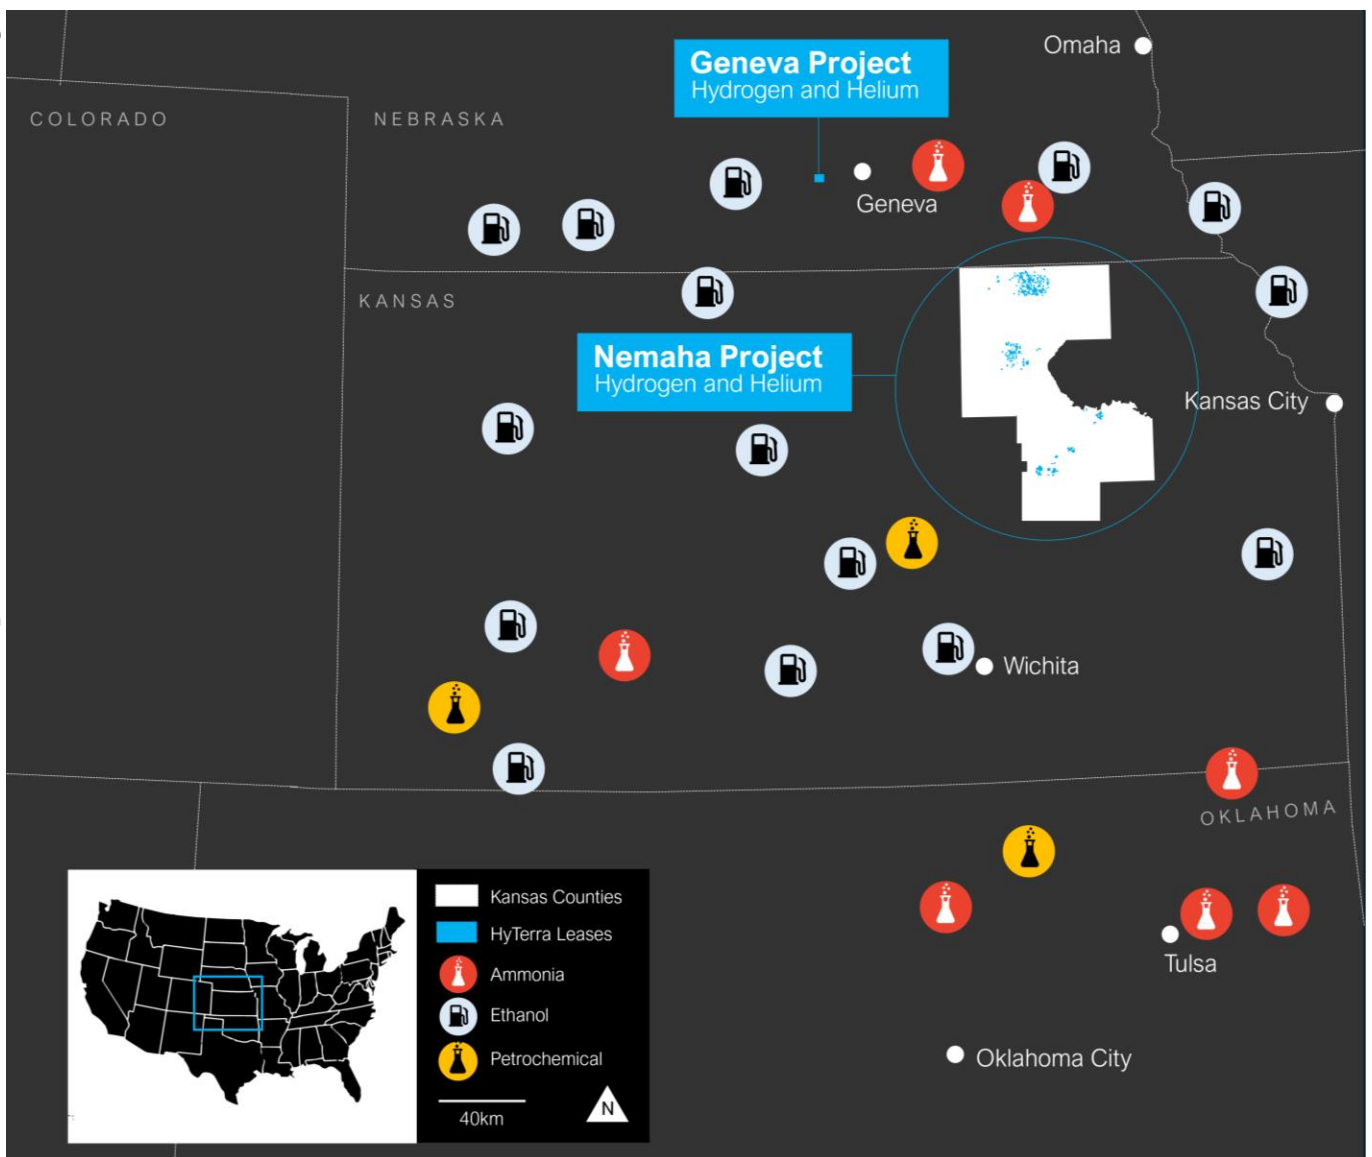 Omaha
Geneva Project
Hydrogen and Helium
COLORADO
NEBRASKA
Geneva
KANSAS
Nemaha Project
Hydrogen and Helium
Kansas City
Wichita
OKLAHOMA
Kansas Counties
HyTerra Leases
Ammonia
Ethanol
Petrochemical
40km
N
Tulsa
Oklahoma City